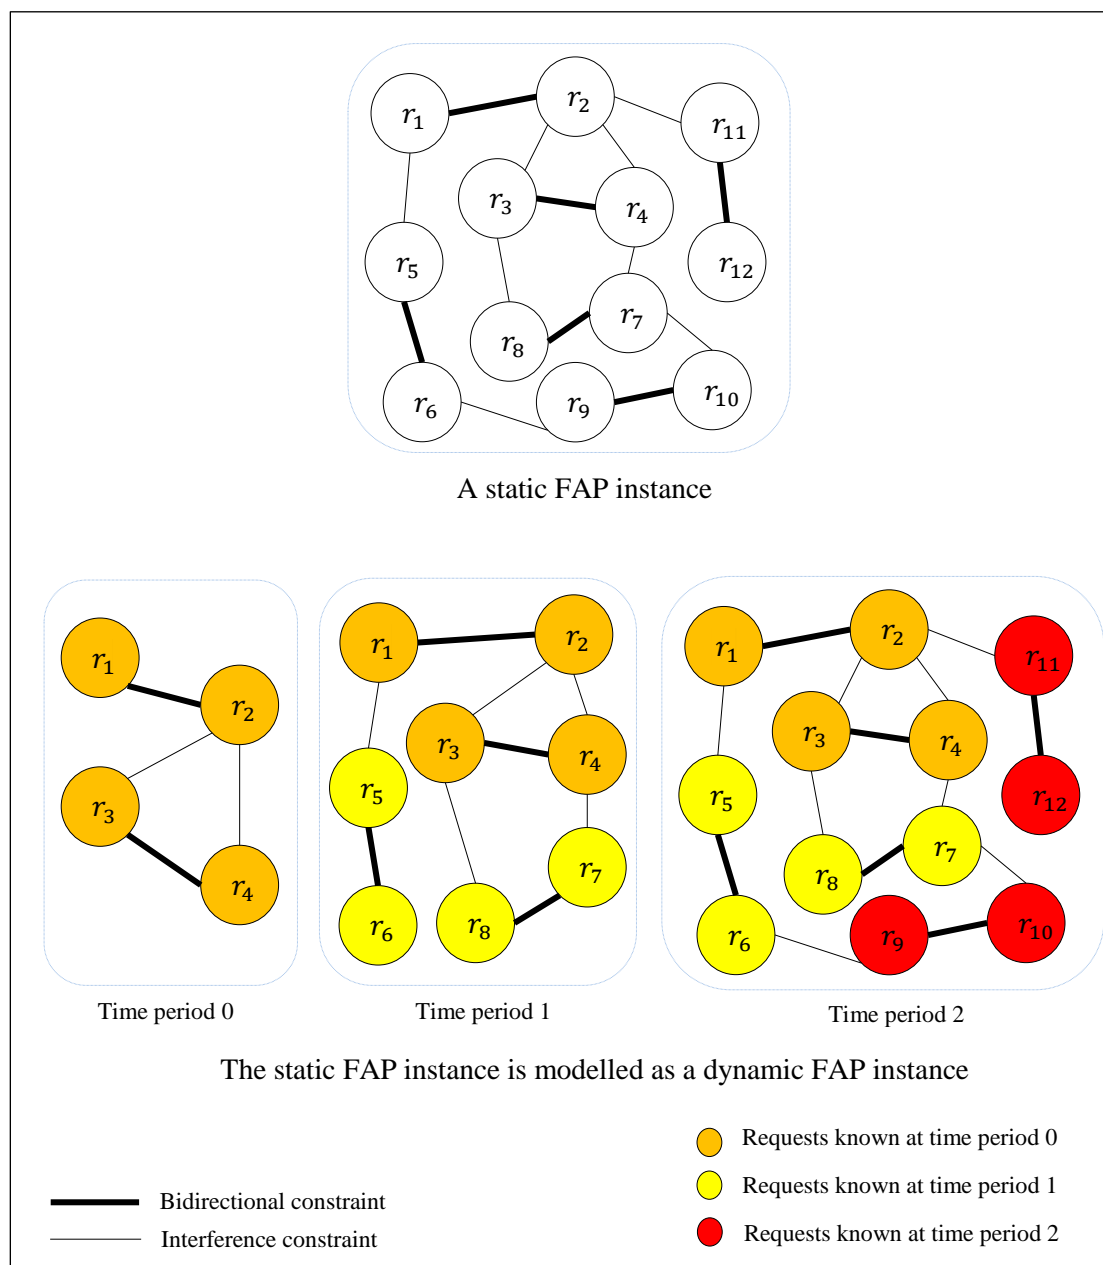 r1
r2
r11
r3
r4
r5
r12
r7
r8
r6
r9
r10
A static FAP instance
r1
r2
r3
r4
Time period 0
r1
r2
r3
r4
r5
r7
r6
r8
Time period 1
r1
r2
r11
r3
r4
r5
r12
r7
r8
r6
r9
r10
Time period 2
The static FAP instance is modelled as a dynamic FAP instance
Requests known at time period 0
Requests known at time period 1
Requests known at time period 2
Bidirectional constraint
Interference constraint